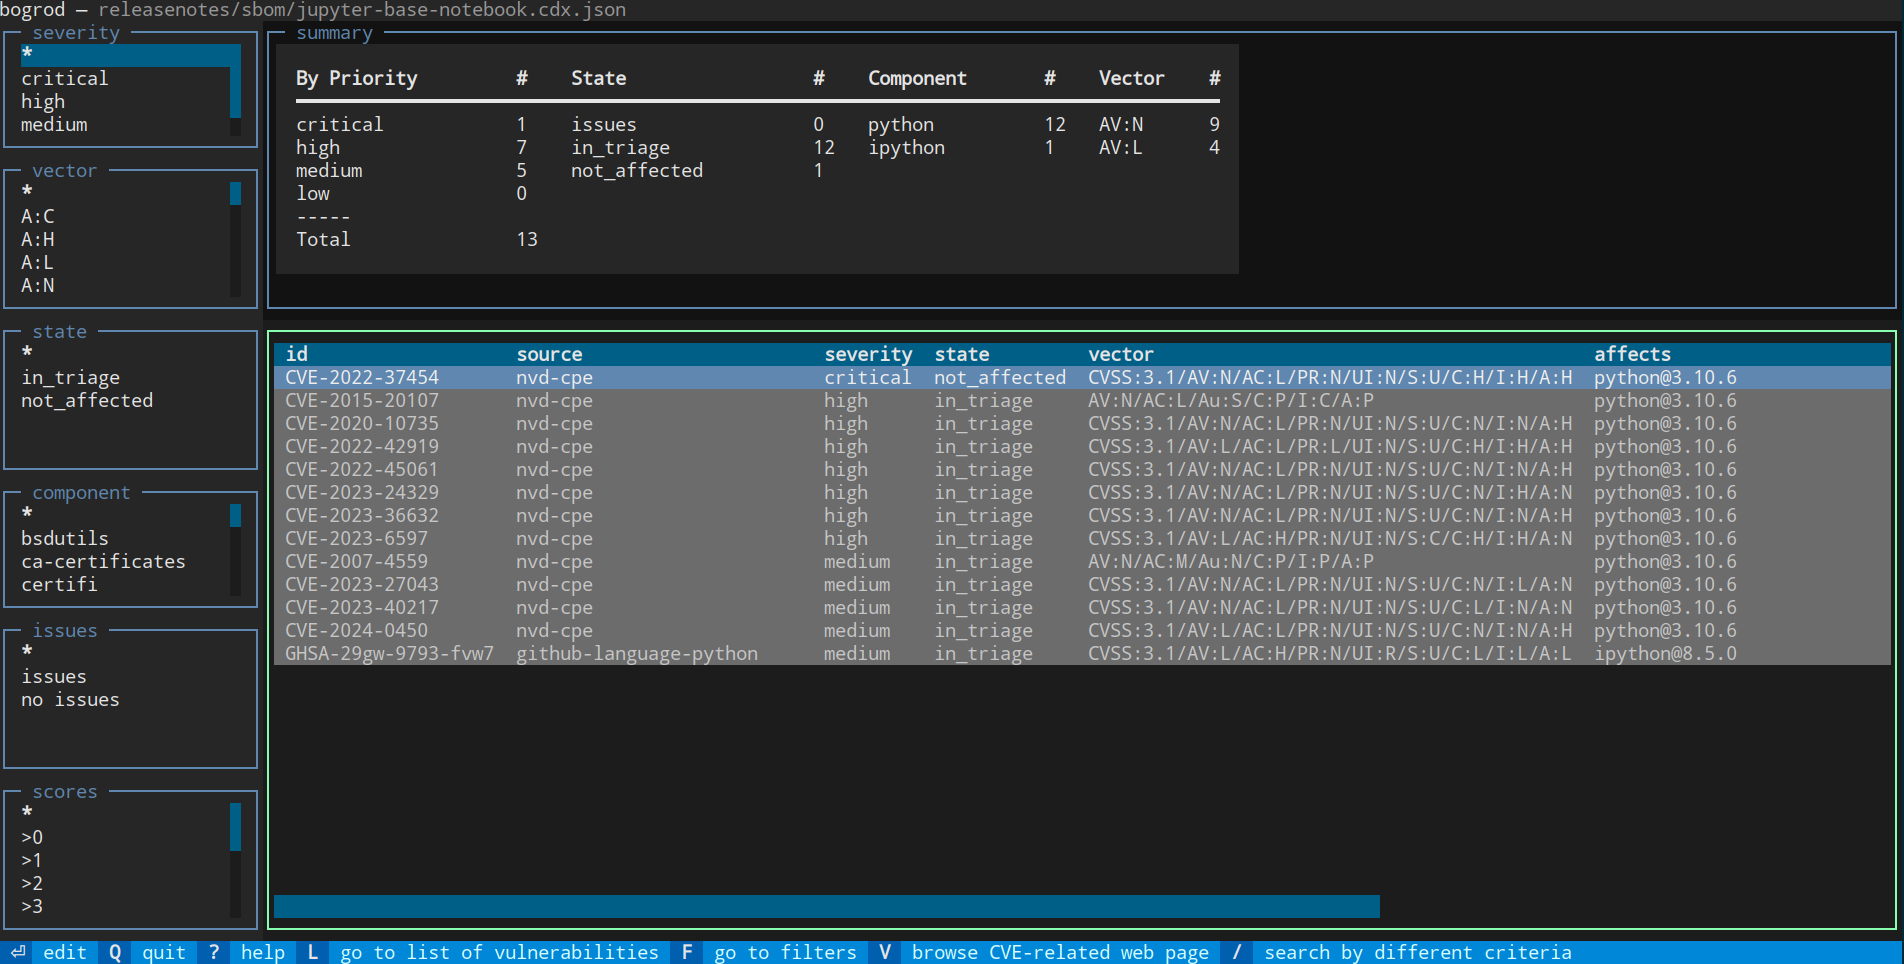 bogrod — releasenotes/sbom/jupyter-base-notebook.cdx.json
severity
*
critical
high
medium
vector
*
A:C
A:H
A:L
A:N
state
*
in_triage
not_affected
component
*
bsdutils
ca-certificates
certifi
issues
*
issues
no issues
scores
*
>0
>1
>2
>3
summary
By Priority # State # Component # Vector #
critical 1 issues 0 python 12 AV:N 9
high 7 in_triage 12 ipython 1 AV:L 4
medium 5 not_affected 1
low 0
-----
Total 13
id source severity state vector affects
CVE-2022-37454 nvd-cpe critical not_affected CVSS:3.1/AV:N/AC:L/PR:N/UI:N/S:U/C:H/I:H/A:H python@3.10.6
CVE-2015-20107 nvd-cpe high in_triage AV:N/AC:L/Au:S/C:P/I:C/A:P python@3.10.6
CVE-2020-10735 nvd-cpe high in_triage CVSS:3.1/AV:N/AC:L/PR:N/UI:N/S:U/C:N/I:N/A:H python@3.10.6
CVE-2022-42919 nvd-cpe high in_triage CVSS:3.1/AV:L/AC:L/PR:L/UI:N/S:U/C:H/I:H/A:H python@3.10.6
CVE-2022-45061 nvd-cpe high in_triage CVSS:3.1/AV:N/AC:L/PR:N/UI:N/S:U/C:N/I:N/A:H python@3.10.6
CVE-2023-24329 nvd-cpe high in_triage CVSS:3.1/AV:N/AC:L/PR:N/UI:N/S:U/C:N/I:H/A:N python@3.10.6
CVE-2023-36632 nvd-cpe high in_triage CVSS:3.1/AV:N/AC:L/PR:N/UI:N/S:U/C:N/I:N/A:H python@3.10.6
CVE-2023-6597 nvd-cpe high in_triage CVSS:3.1/AV:L/AC:H/PR:N/UI:N/S:C/C:H/I:H/A:N python@3.10.6
CVE-2007-4559 nvd-cpe medium in_triage AV:N/AC:M/Au:N/C:P/I:P/A:P python@3.10.6
CVE-2023-27043 nvd-cpe medium in_triage CVSS:3.1/AV:N/AC:L/PR:N/UI:N/S:U/C:N/I:L/A:N python@3.10.6
CVE-2023-40217 nvd-cpe medium in_triage CVSS:3.1/AV:N/AC:L/PR:N/UI:N/S:U/C:L/I:N/A:N python@3.10.6
CVE-2024-0450 nvd-cpe medium in_triage CVSS:3.1/AV:L/AC:L/PR:N/UI:N/S:U/C:N/I:N/A:H python@3.10.6
GHSA-29gw-9793-fvw7 github-language-python medium in_triage CVSS:3.1/AV:L/AC:H/PR:N/UI:R/S:U/C:L/I:L/A:L ipython@8.5.0
⏎ edit Q quit ? help L go to list of vulnerabilities F go to filters V browse CVE-related web page / search by different criteria